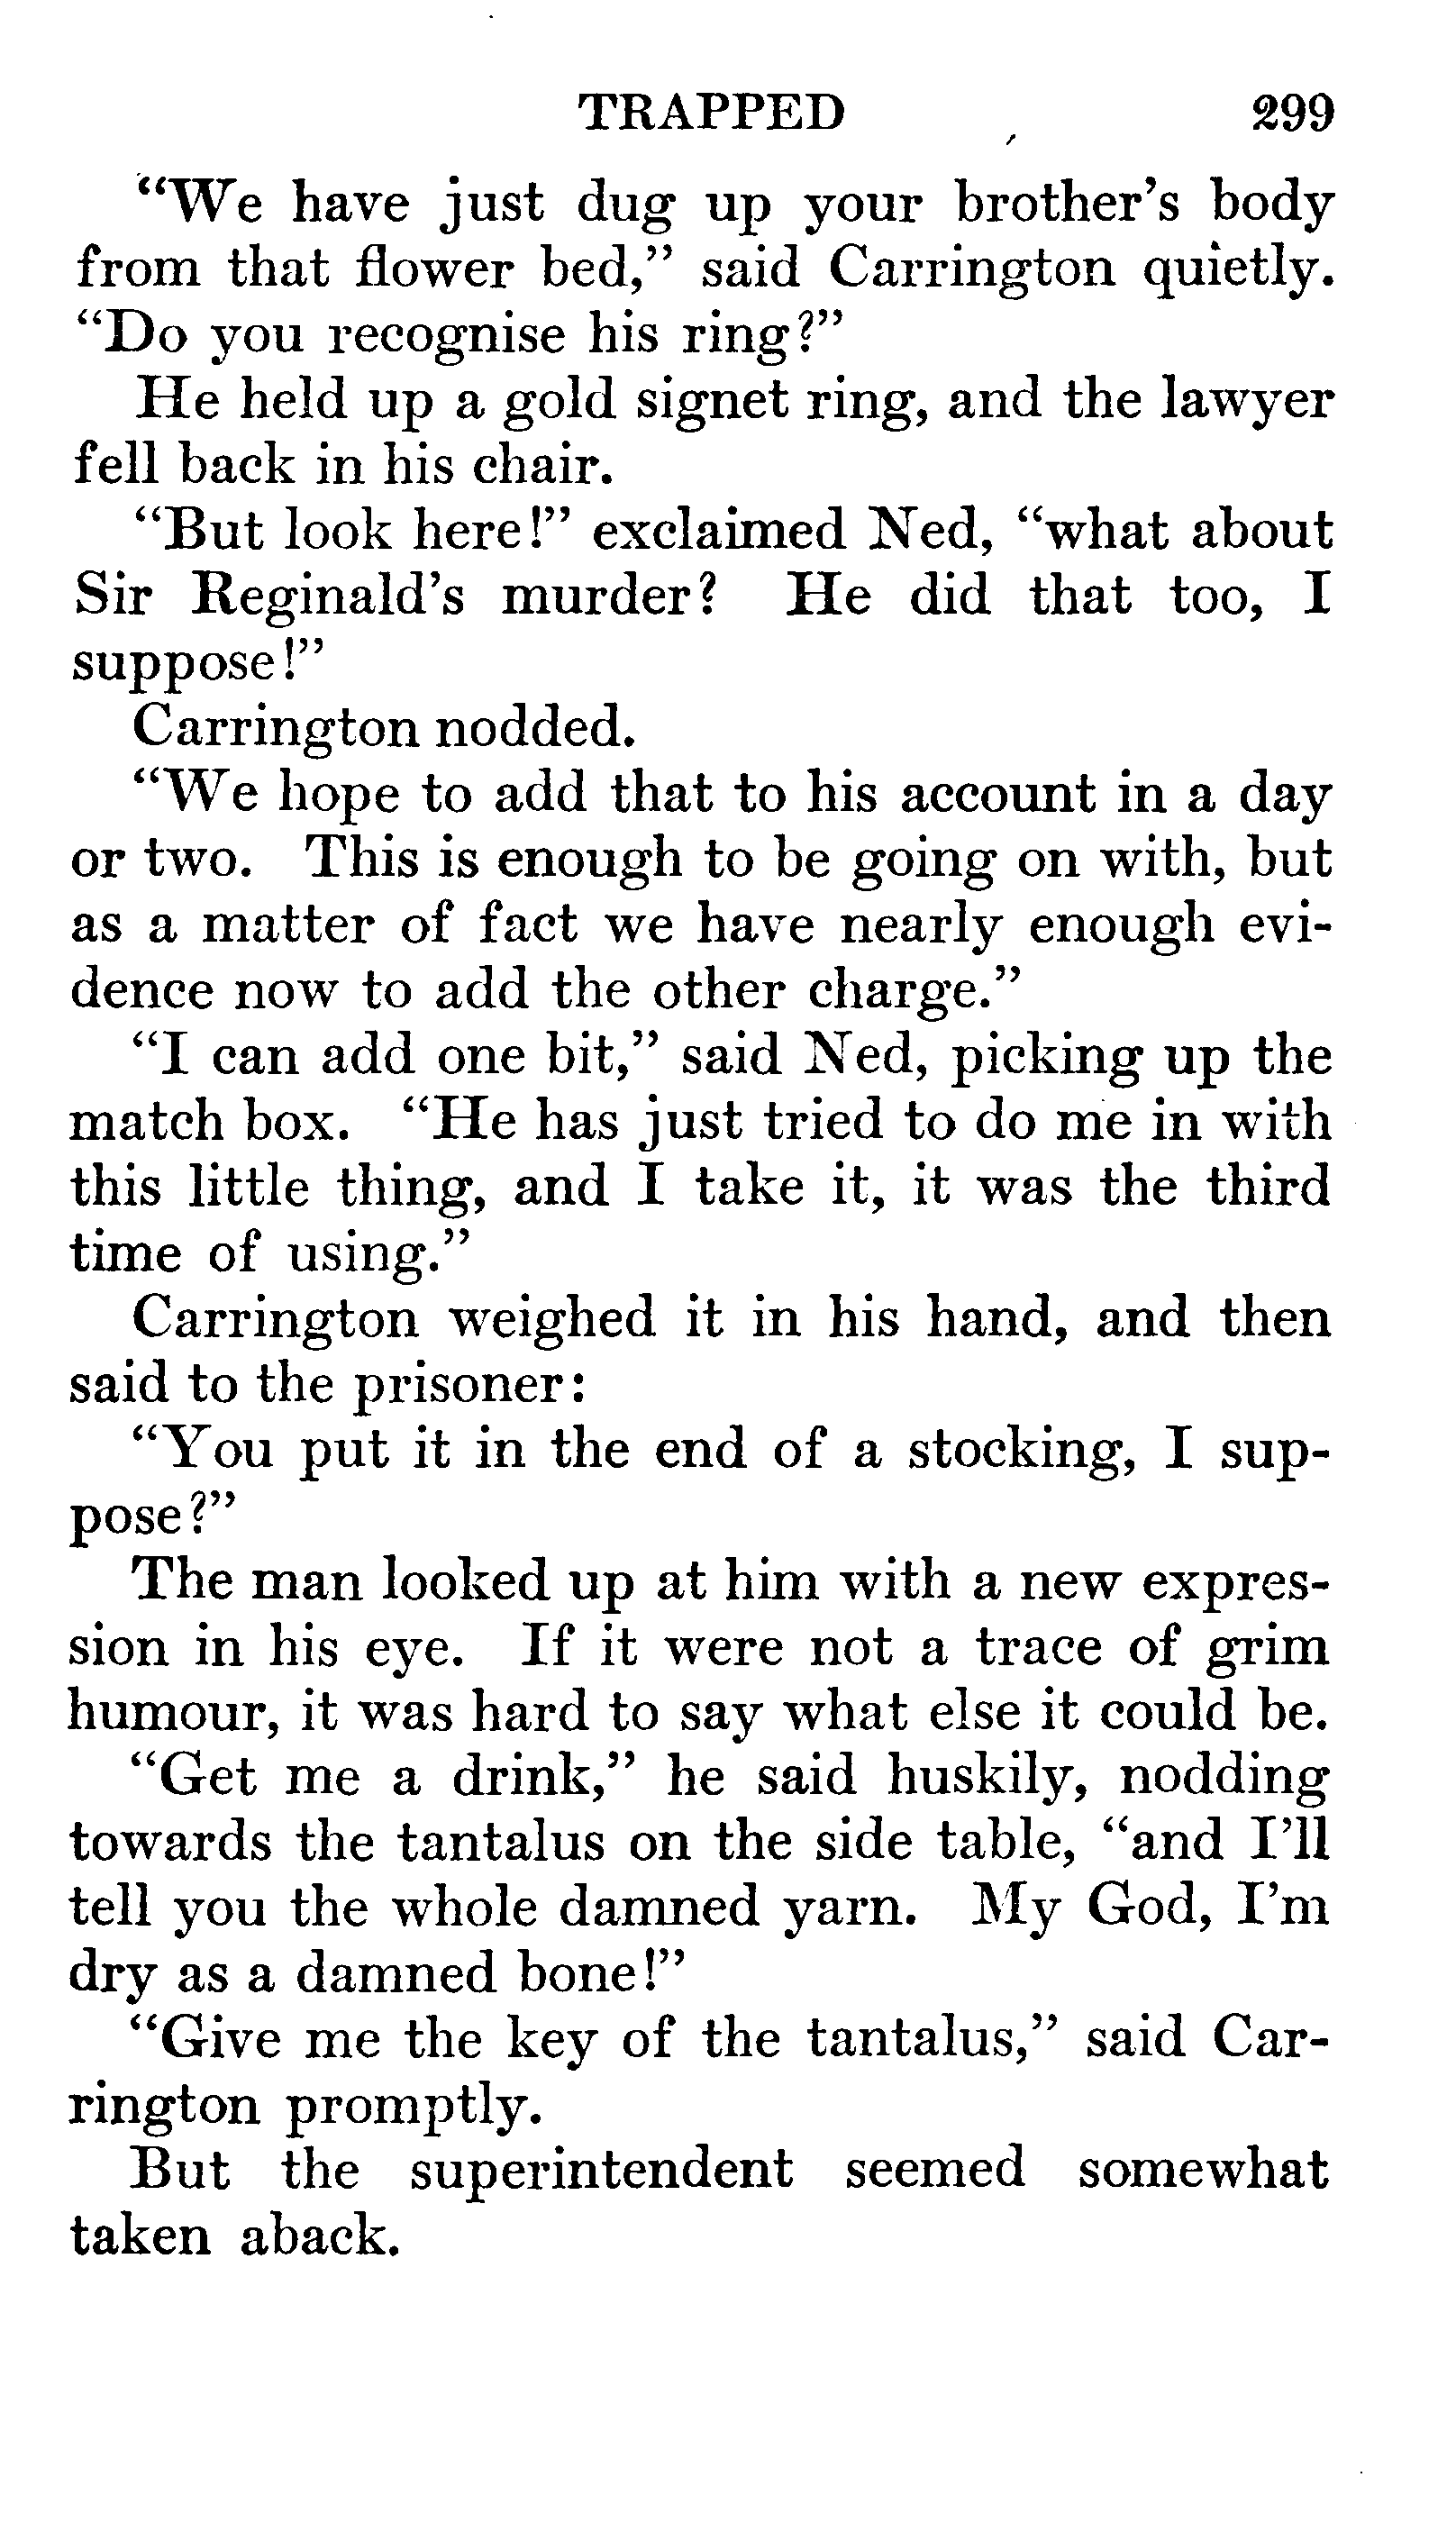 TRAPPED 299
"We have just dug up your brother's body
from that flower bed," said Carrington quietly.
"Do you recognise his ring?"
He held up a gold signet ring, and the lawyer
fell back in his chair.
"But look here!" exclaimed Ned, "what about
Sir Reginald's murder? He did that too, I
suppose!"
Carrington nodded.
"We hope to add that to his account in a day
or two. This is enough to be going on with, but
as a matter of fact we have nearly enough evi-
dence now to add the other charge."
"I can add one bit," said Ned, picking up the
match box. "He has just tried to do me in with
this little thing, and I take it, it was the third
time of using."
Carrington weighed it in his hand, and then
said to the prisoner:
"You put it in the end of a stocking, I sup-
pose?"
The man looked up at him with a new expres-
sion in his eye. If it were not a trace of grim
humour, it was hard to say what else it could be.
"Get me a drink," he said huskily, nodding
towards the tantalus on the side table, "and I'll
tell you the whole damned yarn. My God, I'm
dry as a damned bone!"
"Give me the key of the tantalus," said Car-
rington promptly.
But the superintendent seemed somewhat
taken aback.